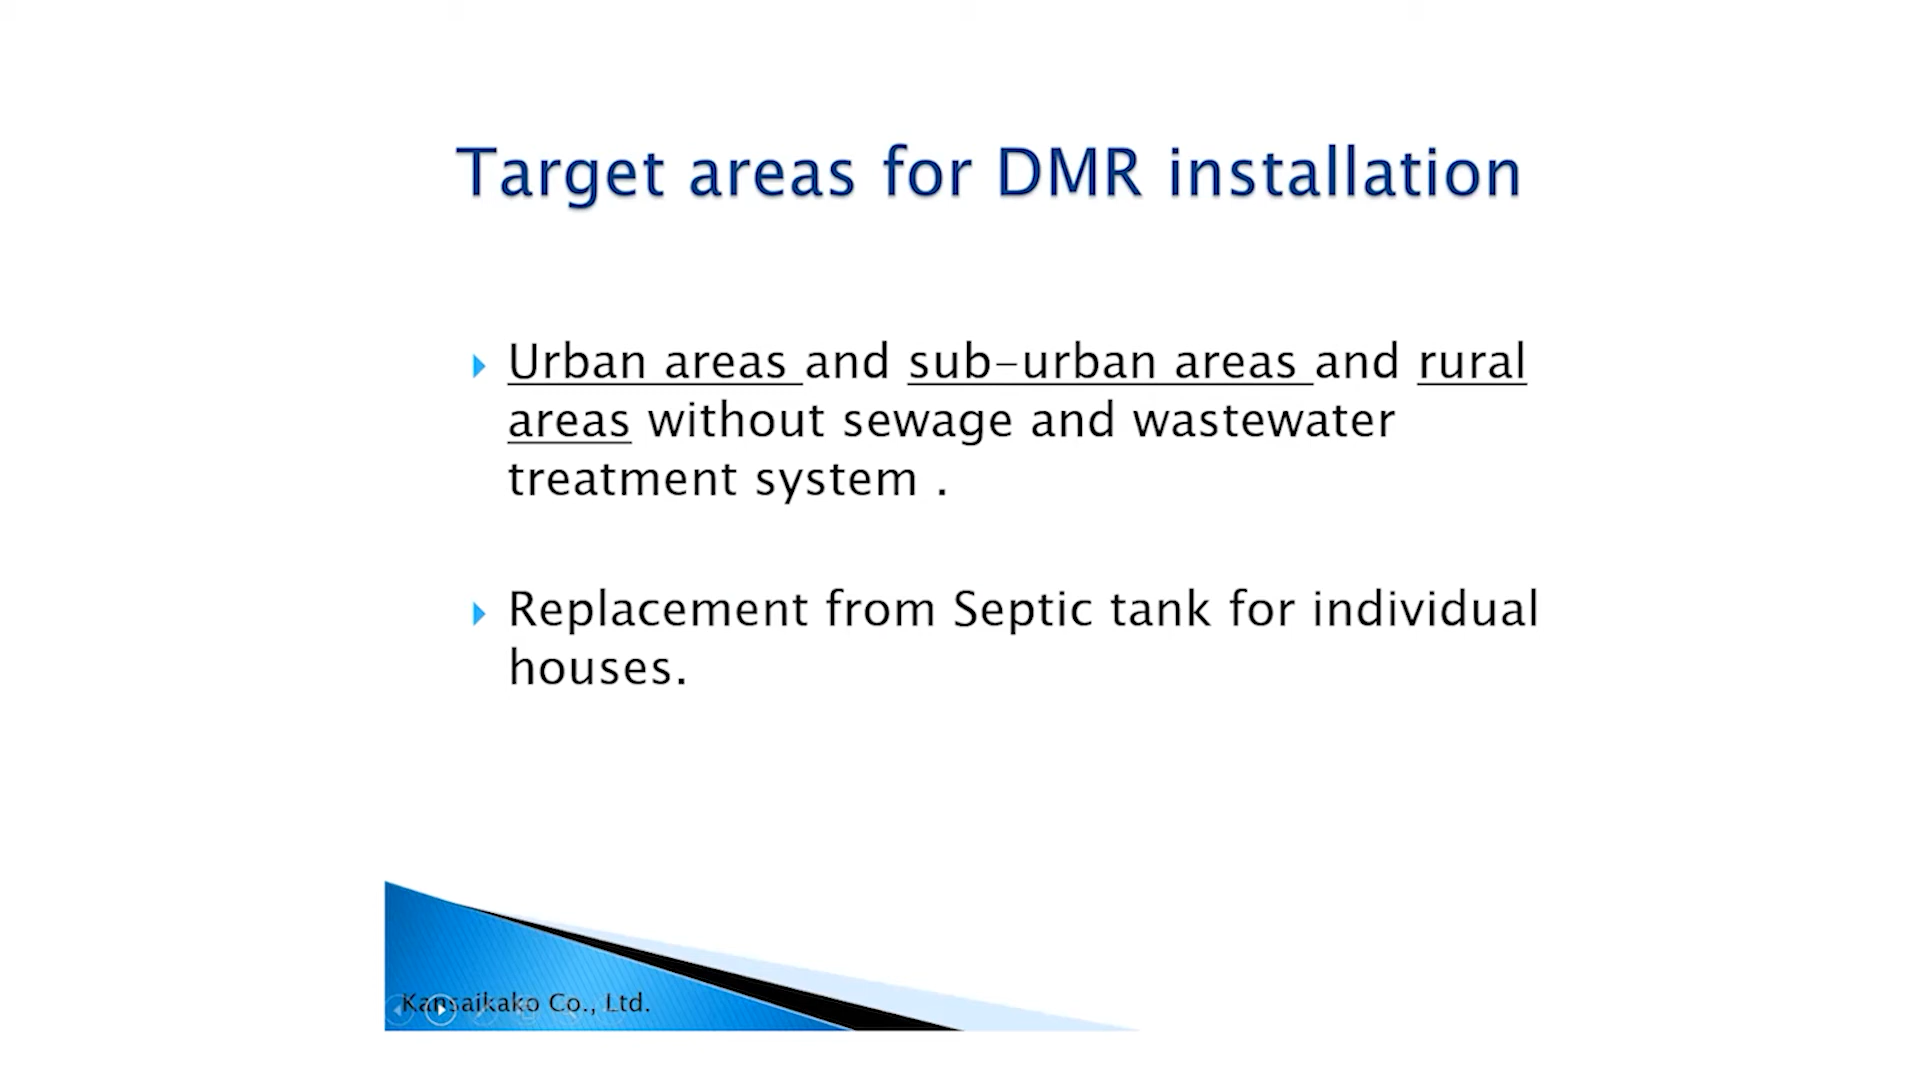 Target areas for DMR installation
Urban areas and sub-urban areas and rural
areas without sewage and wastewater
treatment system .
Replacement from Septic tank for individual
houses.
Kansaikako Co., Ltd.